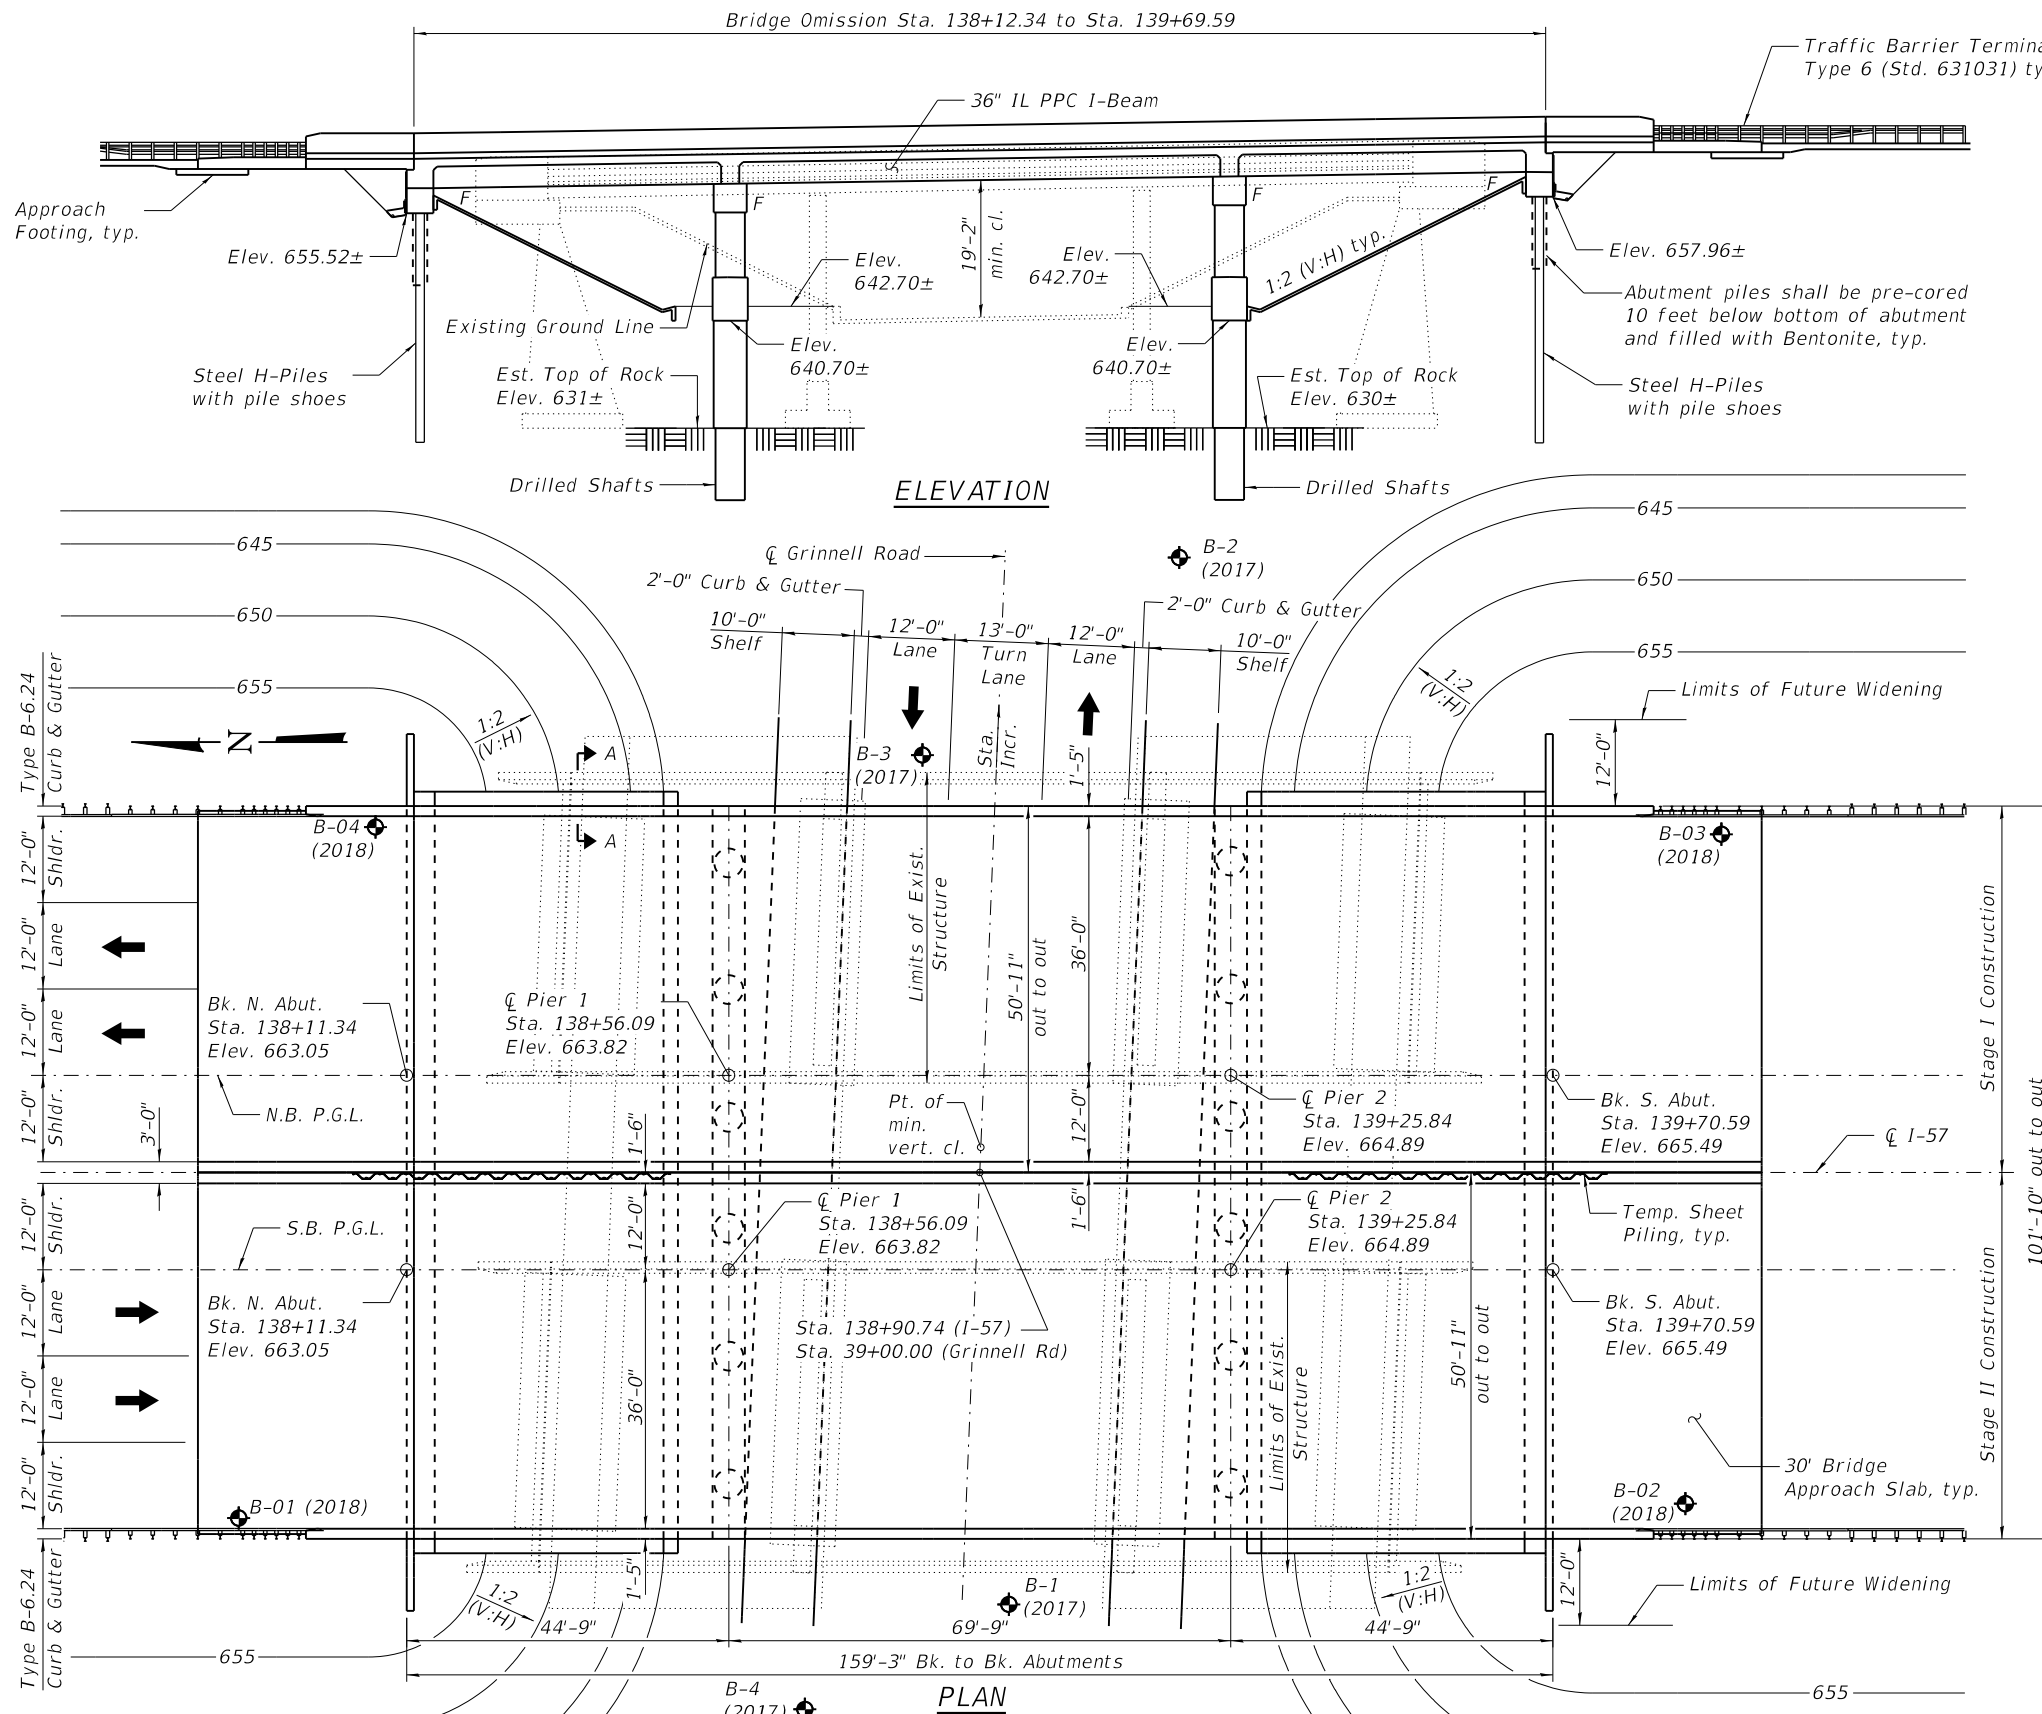 Bridge Omission Sta. 138+12.34 to Sta. 139+69.59
Traffic Barrier Termina
Type 6 (Std. 631031) ty
36" IL PPC I-Beam
Approach
Footing, typ.
F
F
F
F
Elev. 655.52±
19'-2"
min. cl.
Elev.
642.70±
Elev.
642.70±
1:2 (V:H) typ.
Elev. 657.96±
Abutment piles shall be pre-cored
10 feet below bottom of abutment
and filled with Bentonite, typ.
Existing Ground Line
Elev.
640.70±
Elev.
640.70±
Steel H-Piles
with pile shoes
Est. Top of Rock
Elev. 631±
Est. Top of Rock
Elev. 630±
Steel H-Piles
with pile shoes
Drilled Shafts
ELEVATION
Drilled Shafts
645
650
655
645
650
655
℄ Grinnell Road
B-2
(2017)
2'-0" Curb & Gutter
2'-0" Curb & Gutter
10'-0"
Shelf
12'-0"
Lane
13'-0"
Turn
Lane
12'-0"
Lane
10'-0"
Shelf
1:2
(V:H)
1:2
(V:H)
Limits of Future Widening
12'-0"
Type B-6.24
Curb & Gutter
N
A
A
B-3
(2017)
Sta.
Incr.
1'-5"
B-04
(2018)
B-03
(2018)
12'-0"
Shldr.
12'-0"
Lane
12'-0"
Lane
12'-0"
Shldr.
3'-0"
Limits of Exist.
Structure
50'-11"
out to out
36'-0"
12'-0"
Stage I Construction
Bk. N. Abut.
Sta. 138+11.34
Elev. 663.05
℄ Pier 1
Sta. 138+56.09
Elev. 663.82
N.B. P.G.L.
1'-6"
Pt. of
min.
vert. cl.
℄ Pier 2
Sta. 139+25.84
Elev. 664.89
Bk. S. Abut.
Sta. 139+70.59
Elev. 665.49
℄ I-57
101'-10" out to out
12'-0"
Shldr.
12'-0"
Lane
12'-0"
Lane
12'-0"
Shldr.
S.B. P.G.L.
12'-0"
36'-0"
℄ Pier 1
Sta. 138+56.09
Elev. 663.82
1'-6"
℄ Pier 2
Sta. 139+25.84
Elev. 664.89
Temp. Sheet
Piling, typ.
Bk. N. Abut.
Sta. 138+11.34
Elev. 663.05
Sta. 138+90.74 (I-57)
Sta. 39+00.00 (Grinnell Rd)
Limits of Exist.
Structure
50'-11"
out to out
Bk. S. Abut.
Sta. 139+70.59
Elev. 665.49
Stage II Construction
30' Bridge
Approach Slab, typ.
B-01 (2018)
B-02
(2018)
Type B-6.24
Curb & Gutter
1:2
(V:H)
1'-5"
B-1
(2017)
1:2
(V:H)
12'-0"
Limits of Future Widening
44'-9"
69'-9"
44'-9"
655
159'-3" Bk. to Bk. Abutments
655
B-4
(2017)
PLAN